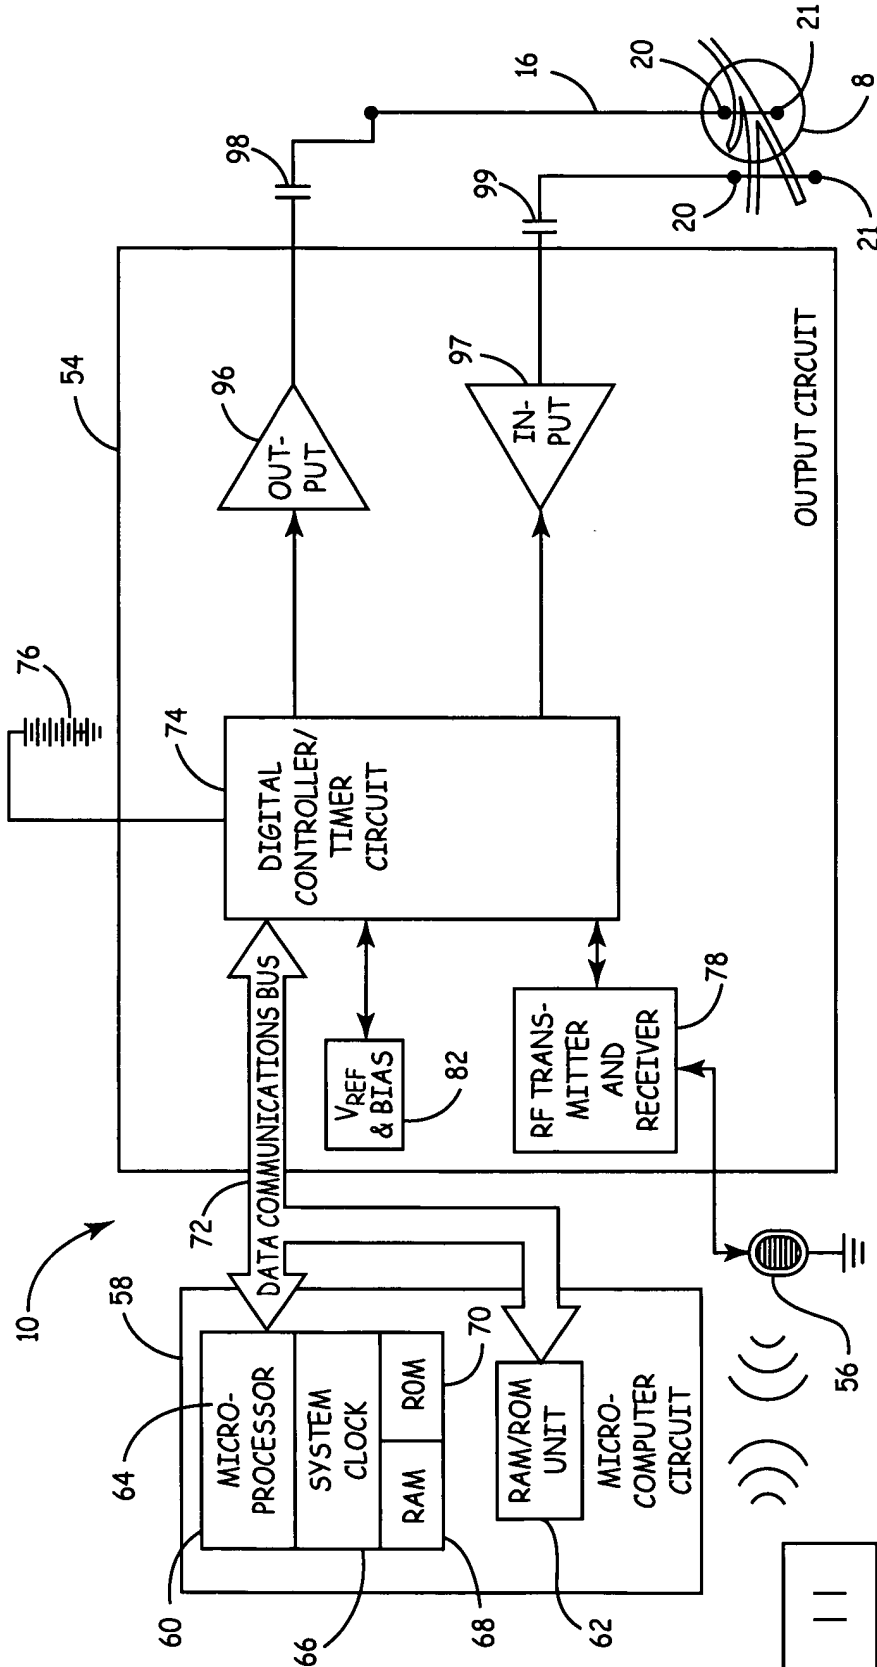 10
58
64
60
MICRO-
PROCESSOR
SYSTEM
CLOCK
RAM
ROM
66
68
70
RAM/ROM
UNIT
62
MICRO-
COMPUTER
CIRCUIT
72
DATA COMMUNICATIONS BUS
54
76
74
DIGITAL
CONTROLLER/
TIMER
CIRCUIT
VREF
& BIAS
82
RF TRANS-
MITTER
AND
RECEIVER
78
56
OUT-
PUT
96
IN-
PUT
97
OUTPUT CIRCUIT
98
99
16
20
21
20
21
8